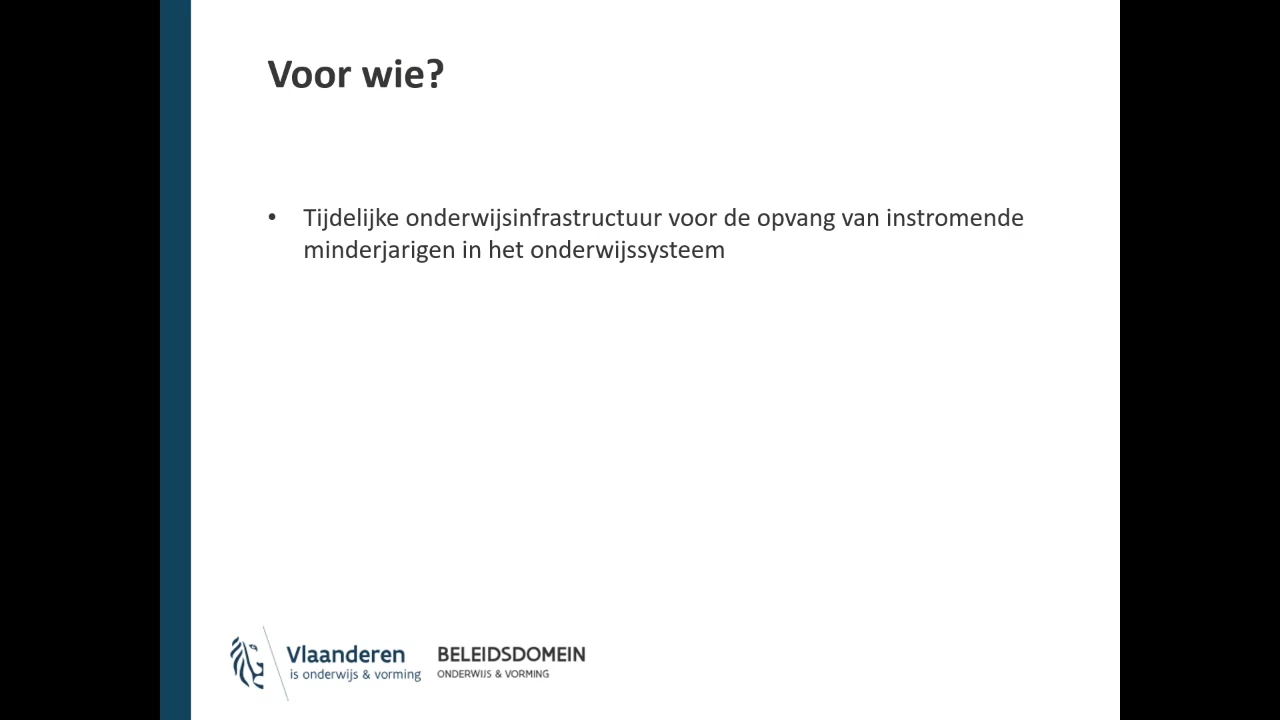 Voor wie?
• Tijdelijke onderwijsinfrastructuur voor de opvang van instromende
minderjarigen in het onderwijssysteem
Vlaanderen
is onderwijs & vorming
BELEIDSDOMEIN
ONDERWIJS & VORMING